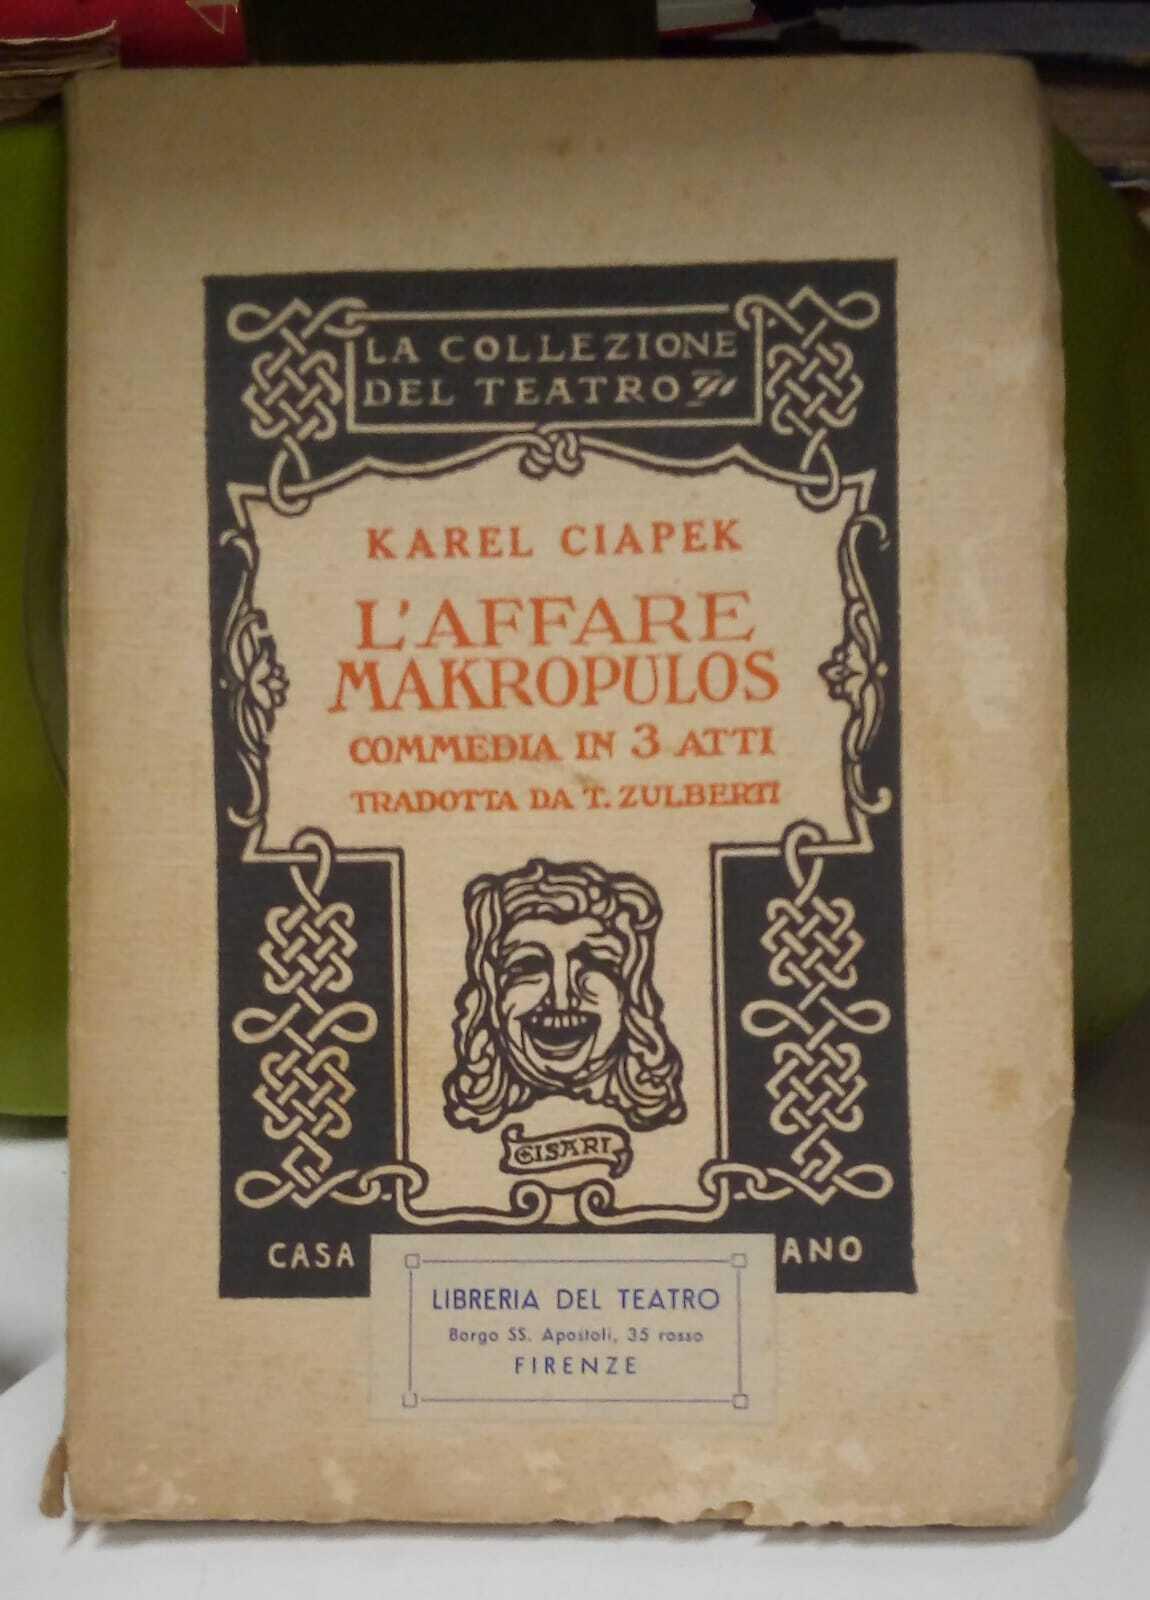 LA COLLEZIONE
DEL TEATRO
KAREL CIAPEK
L'AFFARE
MAKROPULOS
COMMEDIA IN 3 ATTI
TRADOTTA DA T. ZULBERTI
CISARI
CASA ANO
LIBRERIA DEL TEATRO
Borgo SS. Apostoli, 35 rosso
FIRENZE